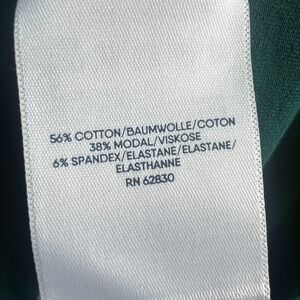 56% COTTON/BAUMWOLLE/COTON
38% MODAL/VISKOSE
6% SPANDEX/ELASTANE/ELASTANE/
ELASTHANNE
RN 62830